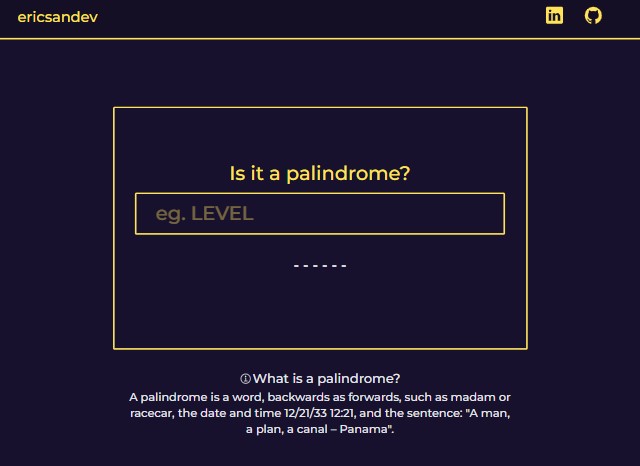 ericsandev
Is it a palindrome?
eg. LEVEL
------
What is a palindrome?
A palindrome is a word, backwards as forwards, such as madam or
racecar, the date and time 12/21/33 12:21, and the sentence: "A man,
a plan, a canal – Panama".